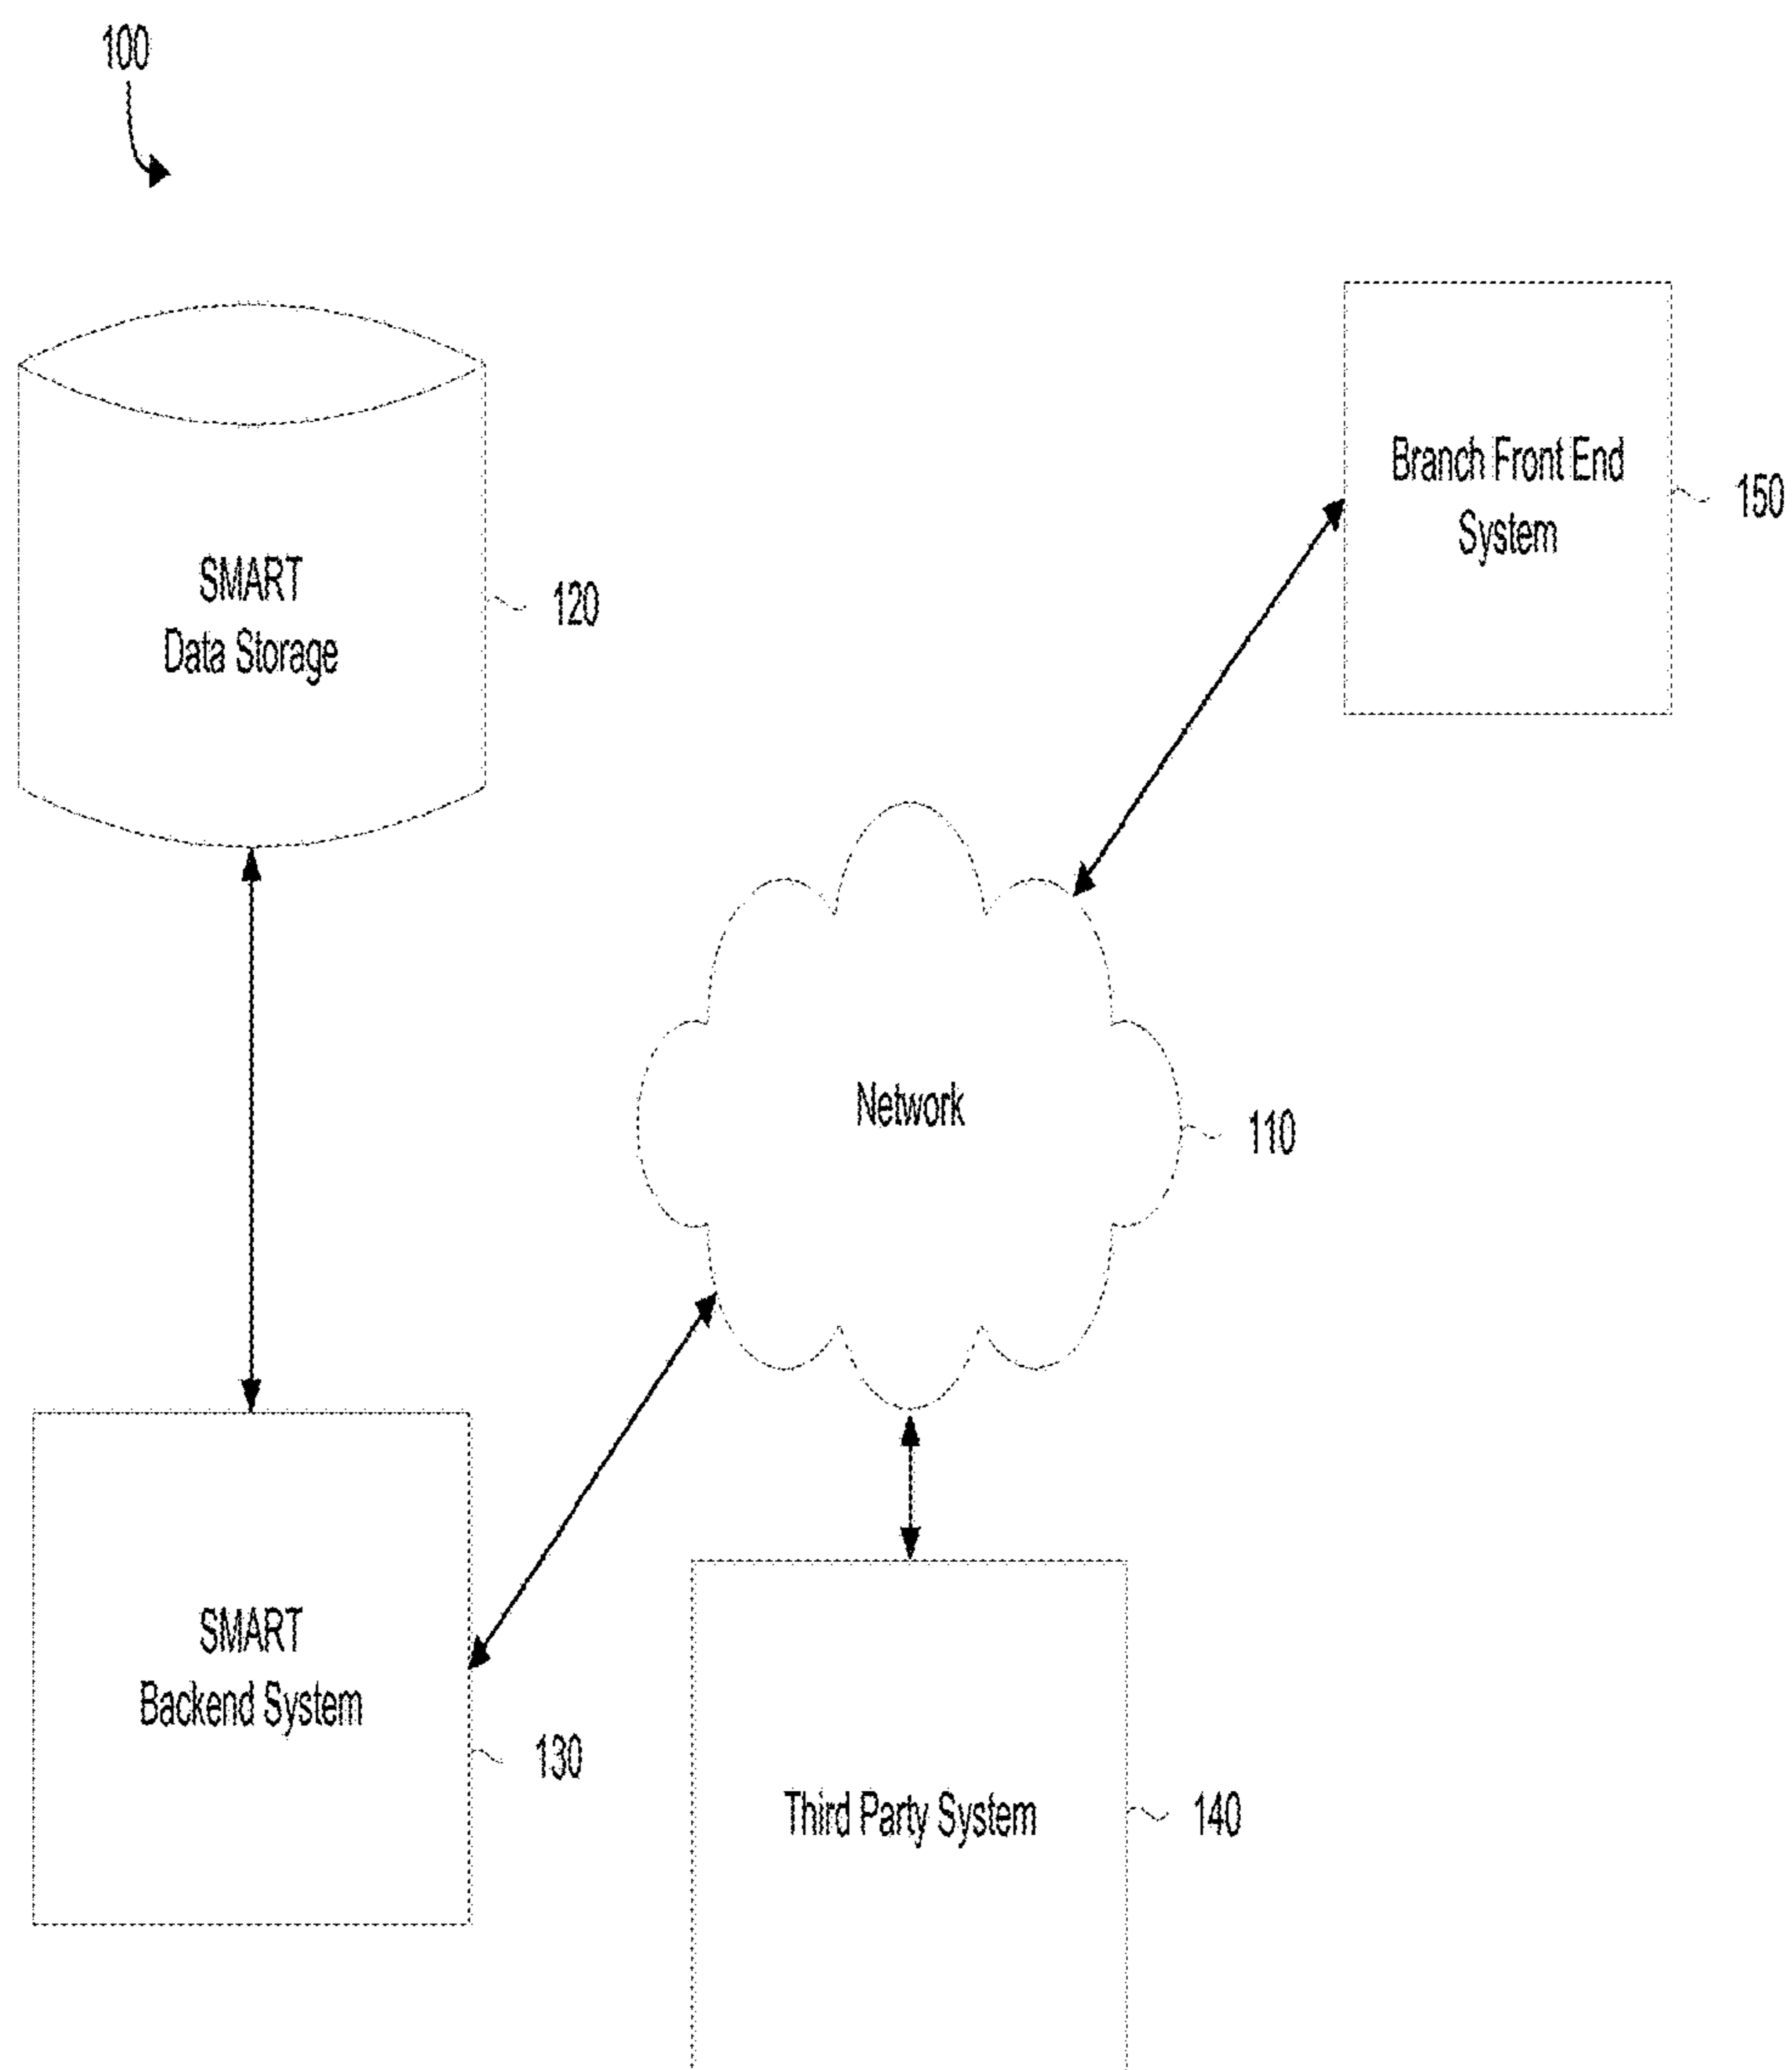 100
Branch Front End
System
150
SMART
Data Storage
120
Network
110
SMART
Backend System
130
Third Party System
140